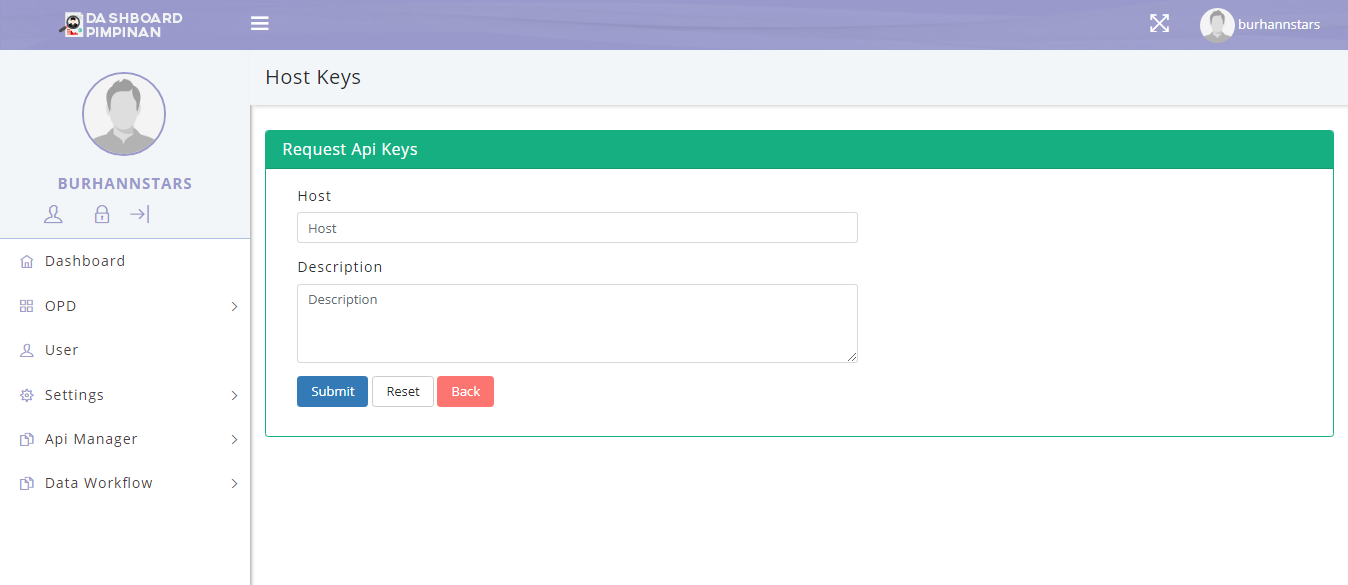 DASHBOARD
PIMPINAN
burhannstars
BURHANNSTARS
Dashboard
OPD
User
Settings
Api Manager
Data Workflow
Host Keys
Request Api Keys
Host
Host
Description
Description
Submit Reset Back